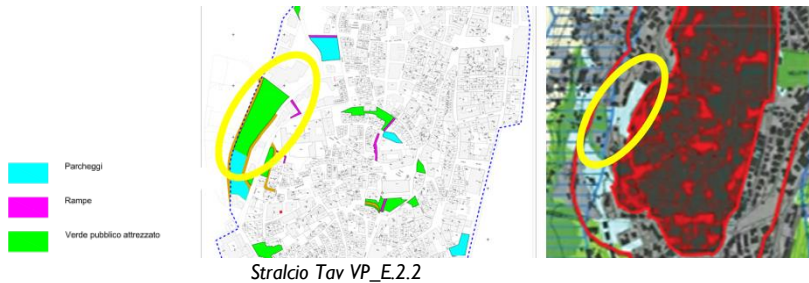 Parcheggi
Rampe
Verde pubblico attrezzato
Stralcio Tav VP_E.2.2